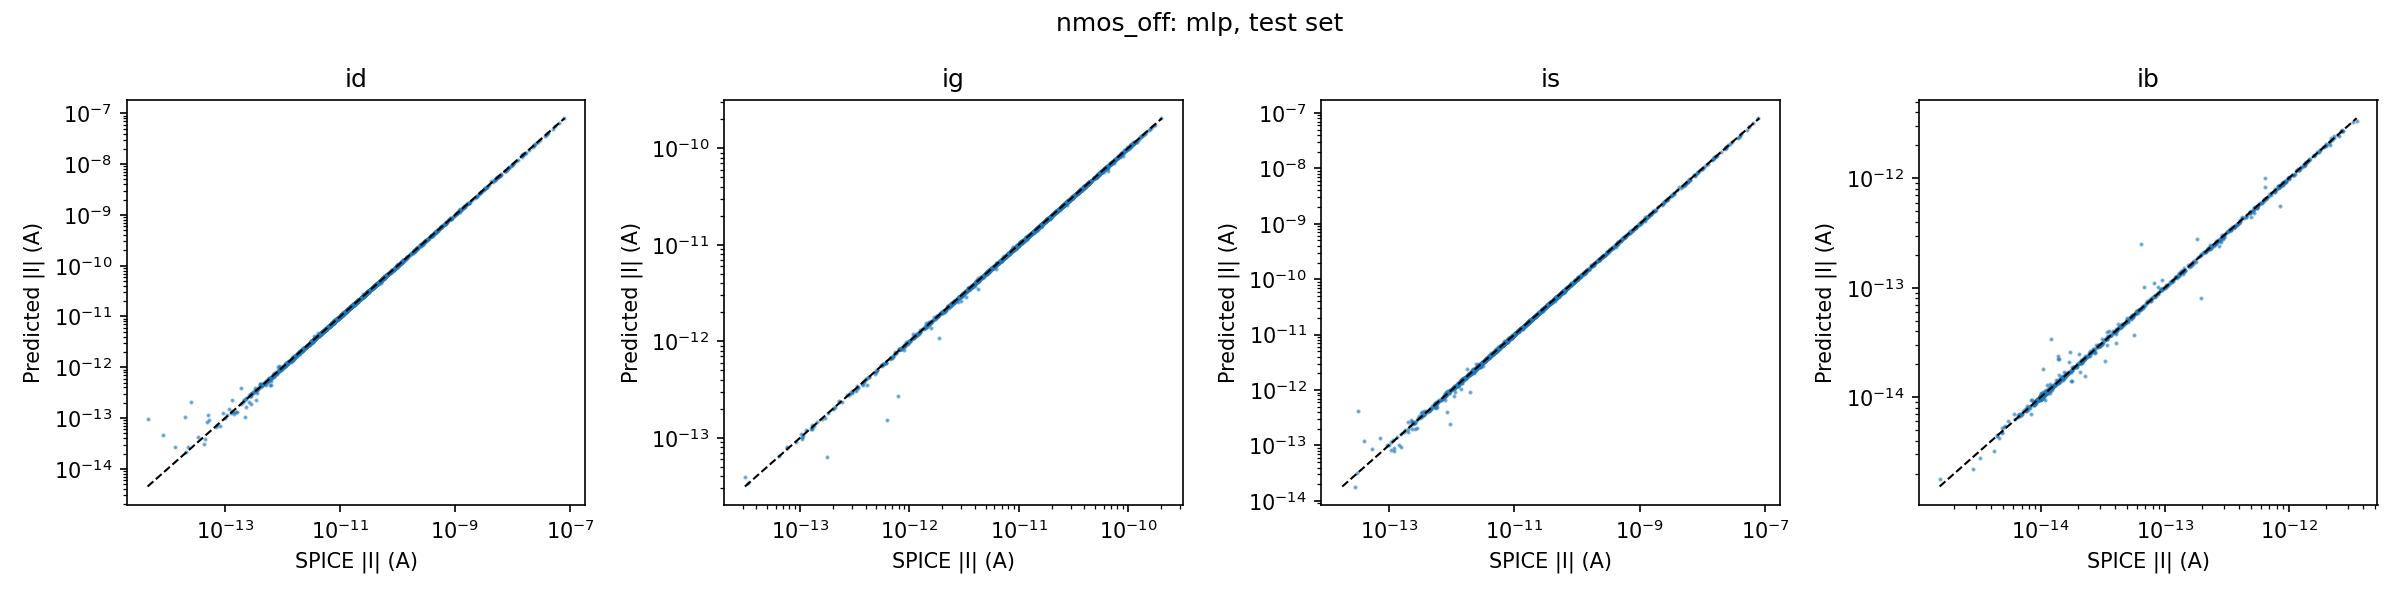 nmos_off: mlp, test set
id
10⁻⁷
10⁻⁸
10⁻⁹
10⁻¹⁰
10⁻¹¹
10⁻¹²
10⁻¹³
10⁻¹⁴
Predicted |I| (A)
10⁻¹³ 10⁻¹¹ 10⁻⁹ 10⁻⁷
SPICE |I| (A)
ig
10⁻¹⁰
10⁻¹¹
10⁻¹²
10⁻¹³
Predicted |I| (A)
10⁻¹³ 10⁻¹² 10⁻¹¹ 10⁻¹⁰
SPICE |I| (A)
is
10⁻⁷
10⁻⁸
10⁻⁹
10⁻¹⁰
10⁻¹¹
10⁻¹²
10⁻¹³
10⁻¹⁴
Predicted |I| (A)
10⁻¹³ 10⁻¹¹ 10⁻⁹ 10⁻⁷
SPICE |I| (A)
ib
10⁻¹²
10⁻¹³
10⁻¹⁴
Predicted |I| (A)
10⁻¹⁴ 10⁻¹³ 10⁻¹²
SPICE |I| (A)